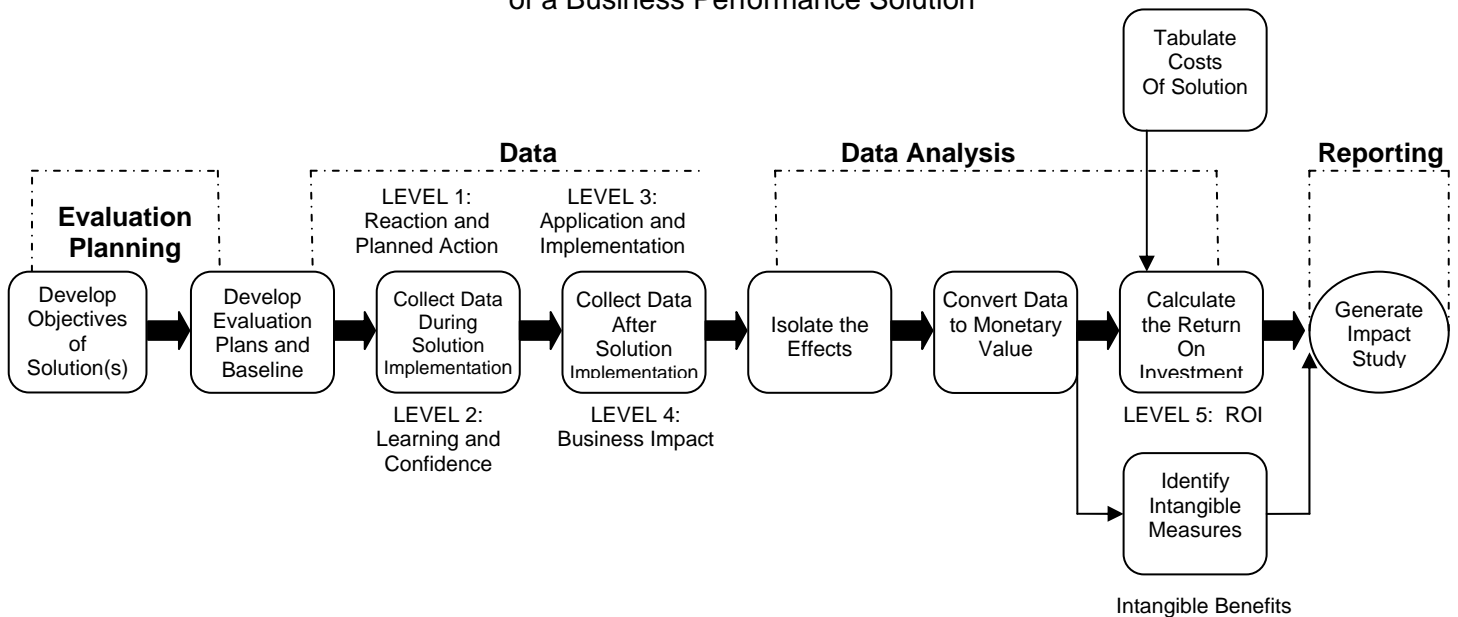 of a Business Performance Solution
Tabulate
Costs
Of Solution
Evaluation
Planning
Data
Data Analysis
Reporting
LEVEL 1:
Reaction and
Planned Action
LEVEL 3:
Application and
Implementation
Develop
Objectives
of
Solution(s)
Develop
Evaluation
Plans and
Baseline
Collect Data
During
Solution
Implementation
Collect Data
After
Solution
Implementation
Isolate the
Effects
Convert Data
to Monetary
Value
Calculate
the Return
On
Investment
Generate
Impact
Study
LEVEL 2:
Learning and
Confidence
LEVEL 4:
Business Impact
LEVEL 5: ROI
Identify
Intangible
Measures
Intangible Benefits